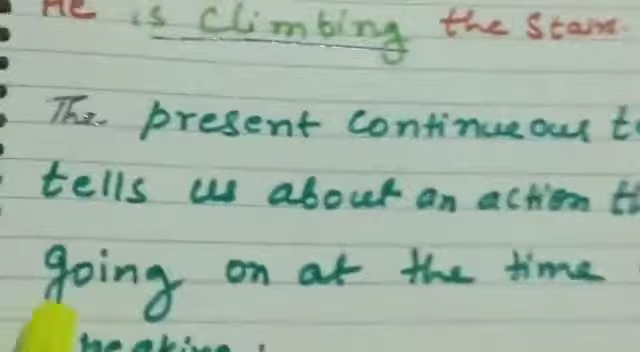 He is climbing the stairs.
The present continuous
tells us about an action
going on at the time